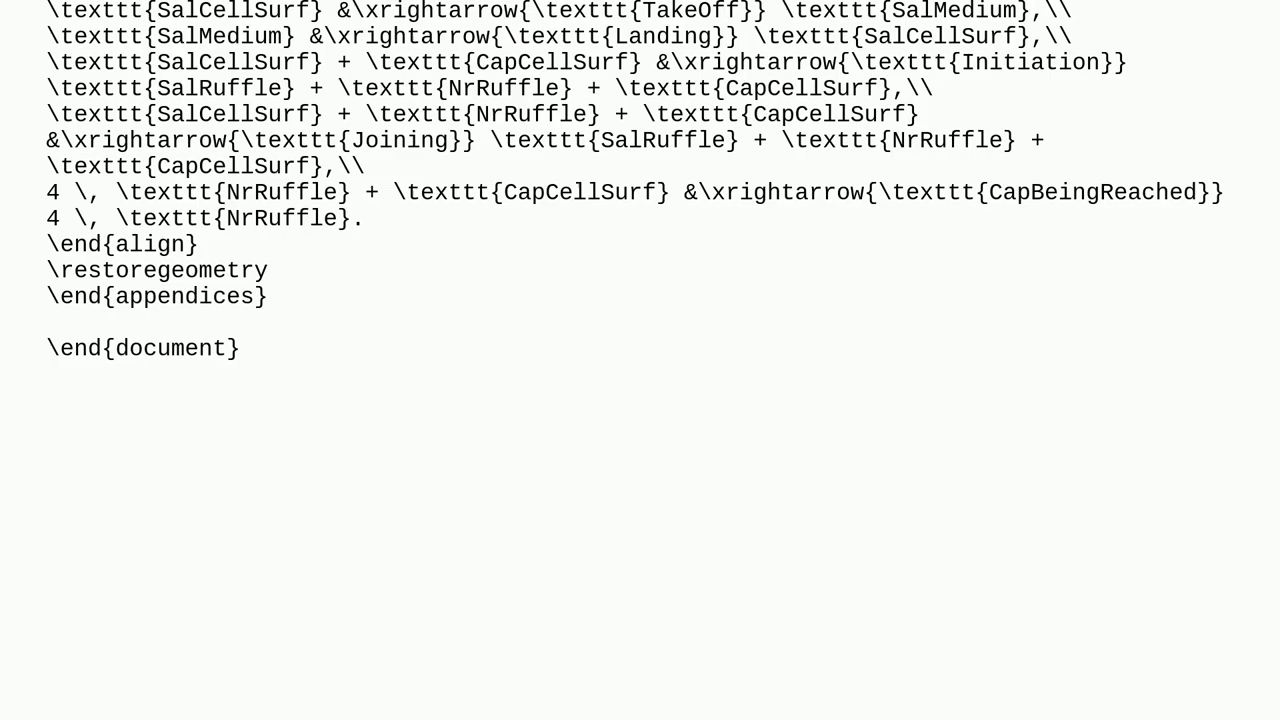 \texttt{SalCellSurf} &\xrightarrow{\texttt{TakeOff}} \texttt{SalMedium},\\
\texttt{SalMedium} &\xrightarrow{\texttt{Landing}} \texttt{SalCellSurf},\\
\texttt{SalCellSurf} + \texttt{CapCellSurf} &\xrightarrow{\texttt{Initiation}}
\texttt{SalRuffle} + \texttt{NrRuffle} + \texttt{CapCellSurf},\\
\texttt{SalCellSurf} + \texttt{NrRuffle} + \texttt{CapCellSurf}
&\xrightarrow{\texttt{Joining}} \texttt{SalRuffle} + \texttt{NrRuffle} +
\texttt{CapCellSurf},\\
4 \, \texttt{NrRuffle} + \texttt{CapCellSurf} &\xrightarrow{\texttt{CapBeingReached}}
4 \, \texttt{NrRuffle}.
\end{align}
\restoregeometry
\end{appendices}
\end{document}